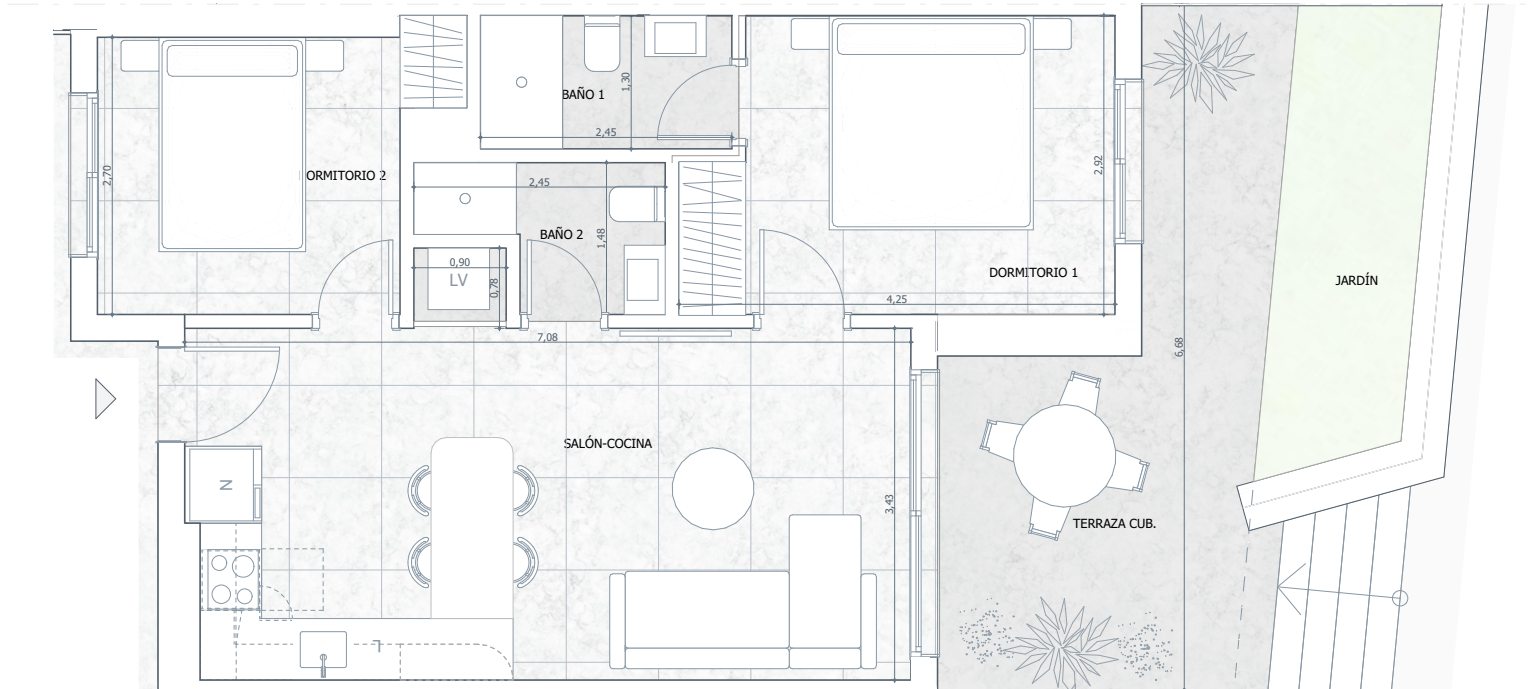 BAÑO 1
1,30
2,45
2,70
ORMITORIO 2
2,45
2,92
BAÑO 2
1,48
0,90
LV
0,78
DORMITORIO 1
4,25
JARDÍN
7,08
6,68
SALÓN-COCINA
N
3,43
TERRAZA CUB.
L